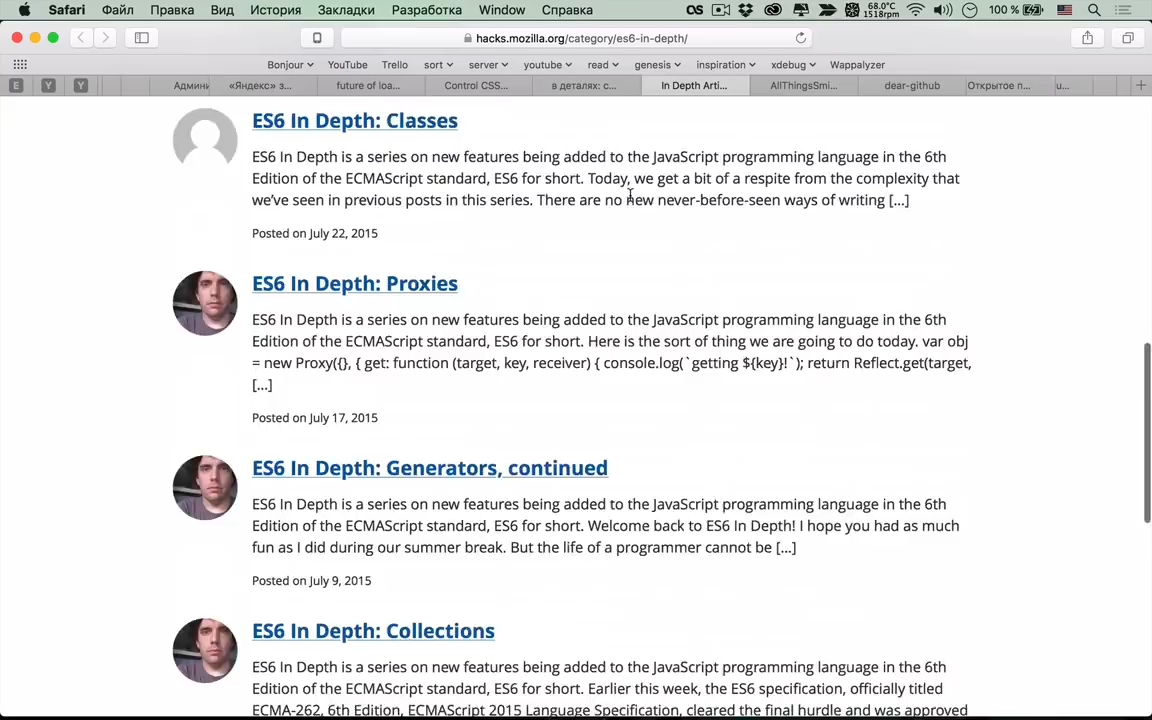 Safari Файл Правка Вид История Закладки Разработка Window Справка 68.0°C 1518rpm 100 %
hacks.mozilla.org/category/es6-in-depth/
Bonjour YouTube Trello sort server youtube read genesis inspiration xdebug Wappalyzer
E Y Y Админи «Яндекс» з... future of loa... Control CSS... в деталях: с... In Depth Arti... AllThingsSmi... dear-github Открытое п... u...
ES6 In Depth: Classes
ES6 In Depth is a series on new features being added to the JavaScript programming language in the 6th
Edition of the ECMAScript standard, ES6 for short. Today, we get a bit of a respite from the complexity that
we’ve seen in previous posts in this series. There are no new never-before-seen ways of writing [...]
Posted on July 22, 2015
ES6 In Depth: Proxies
ES6 In Depth is a series on new features being added to the JavaScript programming language in the 6th
Edition of the ECMAScript standard, ES6 for short. Here is the sort of thing we are going to do today. var obj
= new Proxy({}, { get: function (target, key, receiver) { console.log(`getting ${key}!`); return Reflect.get(target,
[...]
Posted on July 17, 2015
ES6 In Depth: Generators, continued
ES6 In Depth is a series on new features being added to the JavaScript programming language in the 6th
Edition of the ECMAScript standard, ES6 for short. Welcome back to ES6 In Depth! I hope you had as much
fun as I did during our summer break. But the life of a programmer cannot be [...]
Posted on July 9, 2015
ES6 In Depth: Collections
ES6 In Depth is a series on new features being added to the JavaScript programming language in the 6th
Edition of the ECMAScript standard, ES6 for short. Earlier this week, the ES6 specification, officially titled
ECMA-262, 6th Edition, ECMAScript 2015 Language Specification, cleared the final hurdle and was approved